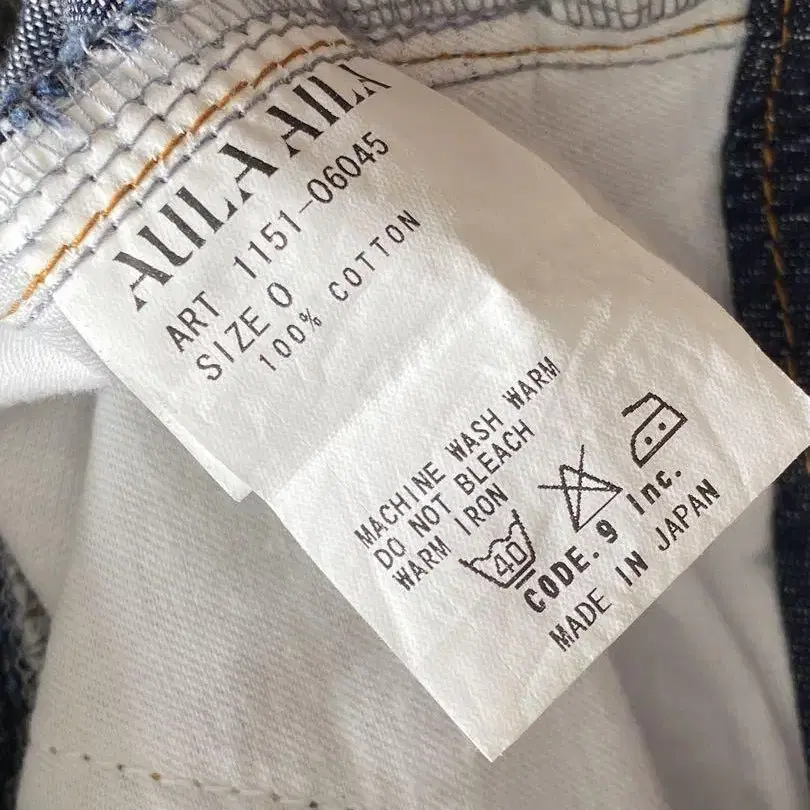 AULA AILA
ART 1151-06045
SIZE 0
100% COTTON
MACHINE WASH WARM
DO NOT BLEACH
WARM IRON
40
CODE.9 Inc.
MADE IN JAPAN